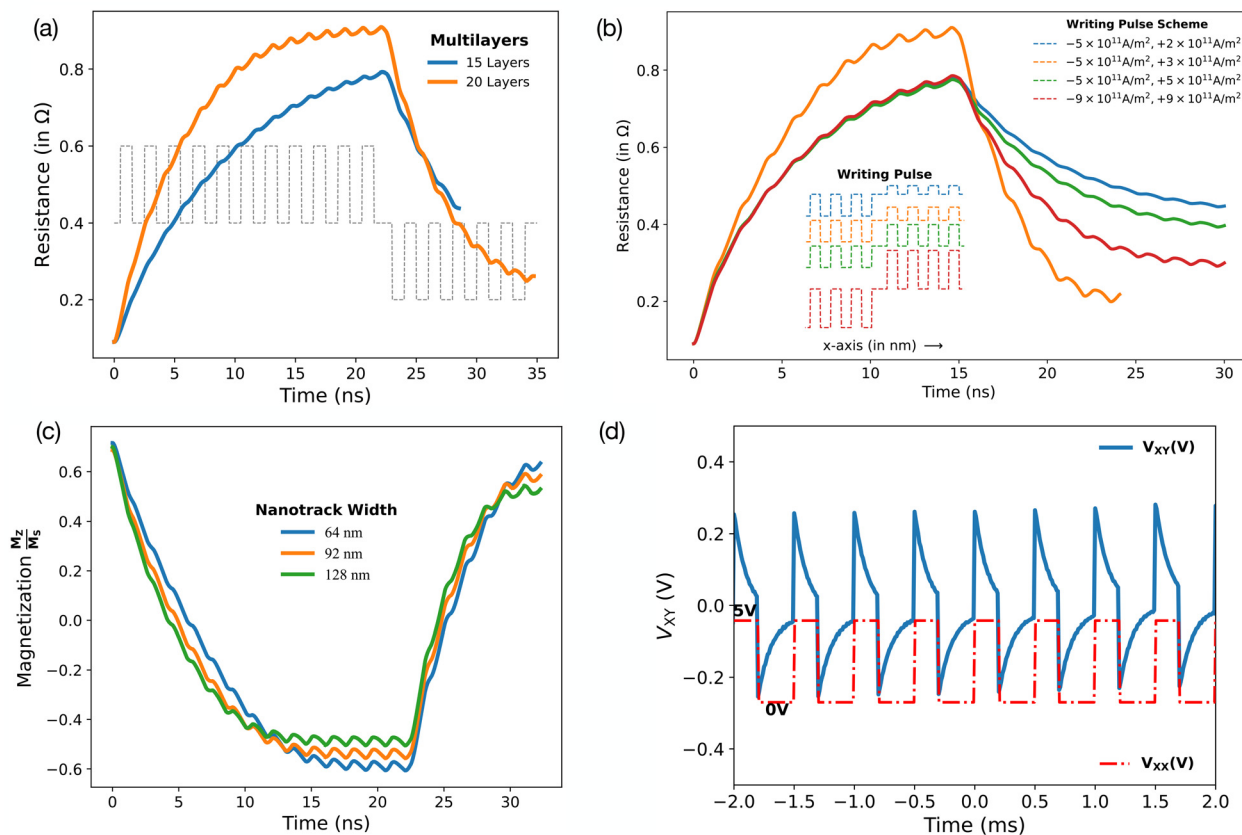 (a)
Multilayers
15 Layers
20 Layers
Resistance (in Ω)
0.8
0.6
0.4
0.2
0 5 10 15 20 25 30 35
Time (ns)
(b)
Writing Pulse Scheme
−5 × 10¹¹A/m², +2 × 10¹¹A/m²
−5 × 10¹¹A/m², +3 × 10¹¹A/m²
−5 × 10¹¹A/m², +5 × 10¹¹A/m²
−9 × 10¹¹A/m², +9 × 10¹¹A/m²
Resistance (in Ω)
0.8
0.6
0.4
0.2
Writing Pulse
x-axis (in nm) →
0 5 10 15 20 25 30
Time (ns)
(c)
Nanotrack Width
64 nm
92 nm
128 nm
Magnetization M_Z/M_S
0.6
0.4
0.2
0.0
−0.2
−0.4
−0.6
0 5 10 15 20 25 30
Time (ns)
(d)
V_XY(V)
V_XY (V)
0.4
0.2
0.0
−0.2
−0.4
5V
0V
V_XX(V)
−2.0 −1.5 −1.0 −0.5 0.0 0.5 1.0 1.5 2.0
Time (ms)